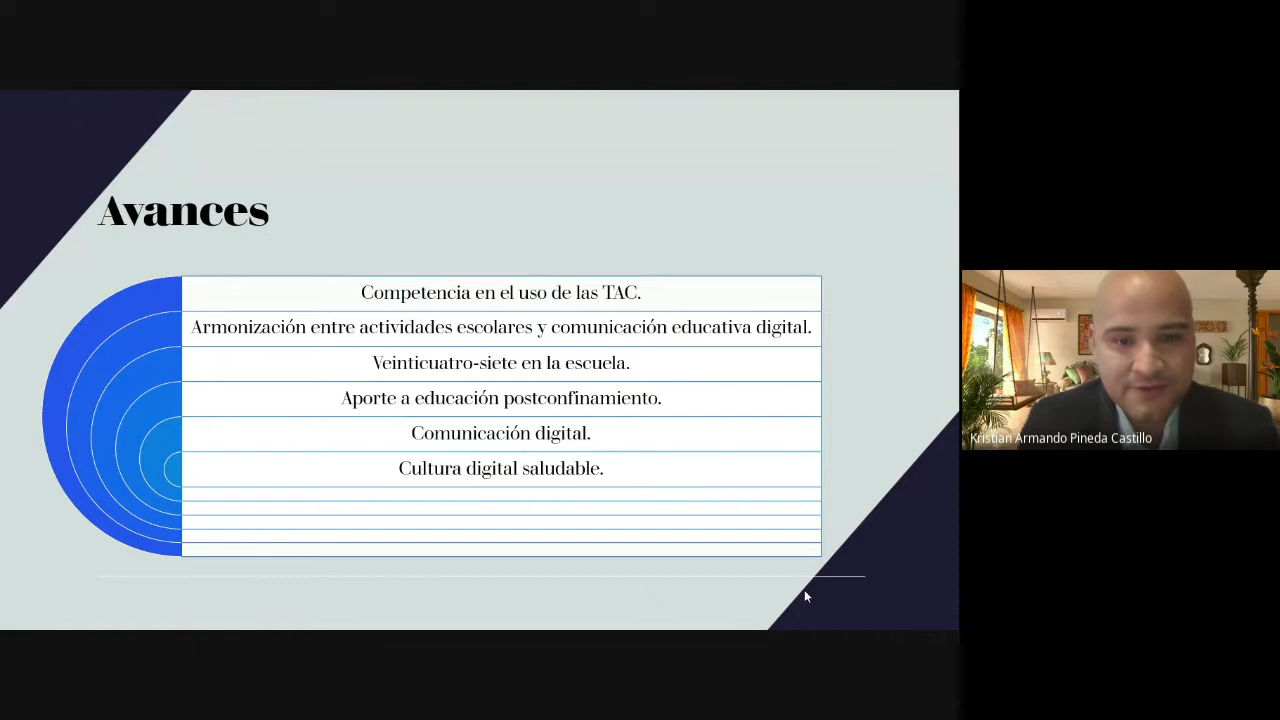 Avances
Competencia en el uso de las TAC.
Armonización entre actividades escolares y comunicación educativa digital.
Veinticuatro-siete en la escuela.
Aporte a educación postconfinamiento.
Comunicación digital.
Cultura digital saludable.
Kristian Armando Pineda Castillo